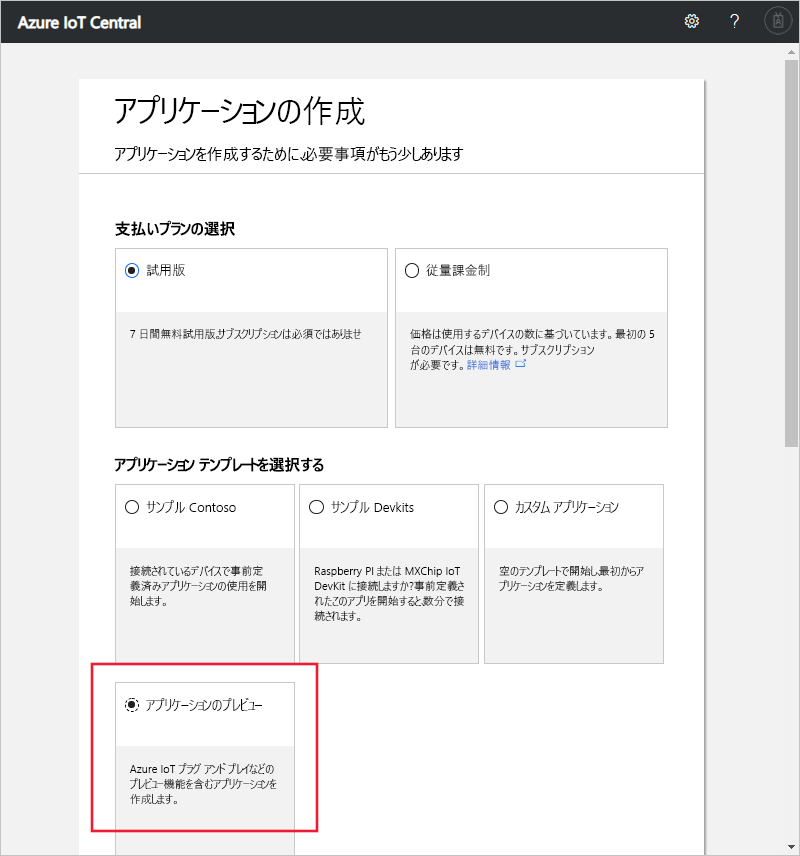 Azure IoT Central
?
アプリケーションの作成
アプリケーションを作成するために、必要事項がもう少しあります
支払いプランの選択
試用版
従量課金制
7 日間無料試用版。サブスクリプションは必須ではありませ
価格は使用するデバイスの数に基づいています。最初の 5
台のデバイスは無料です。サブスクリプション
が必要です。詳細情報
アプリケーション テンプレートを選択する
サンプル Contoso
サンプル Devkits
カスタム アプリケーション
接続されているデバイスで事前定
義済みアプリケーションの使用を開
始します。
Raspberry PI または MXChip IoT
DevKit に接続しますか?事前定義さ
れたこのアプリを開始すると、数分で接
続されます。
空のテンプレートで開始し、最初からア
プリケーションを定義します。
アプリケーションのプレビュー
Azure IoT プラグ アンド プレイなどの
プレビュー機能を含むアプリケーションを
作成します。